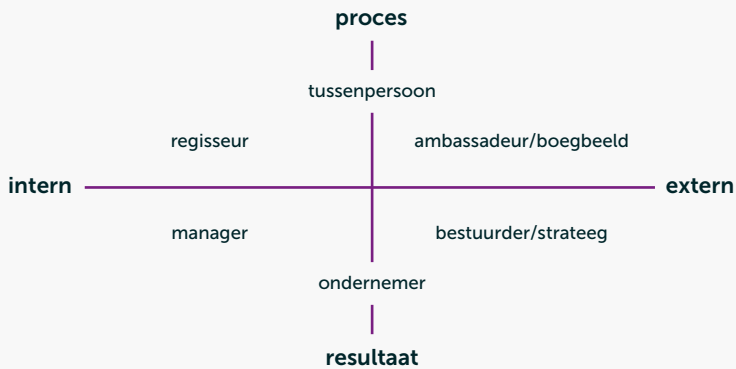 proces
tussenpersoon
regisseur
ambassadeur/boegbeeld
intern
extern
manager
bestuurder/strateeg
ondernemer
resultaat